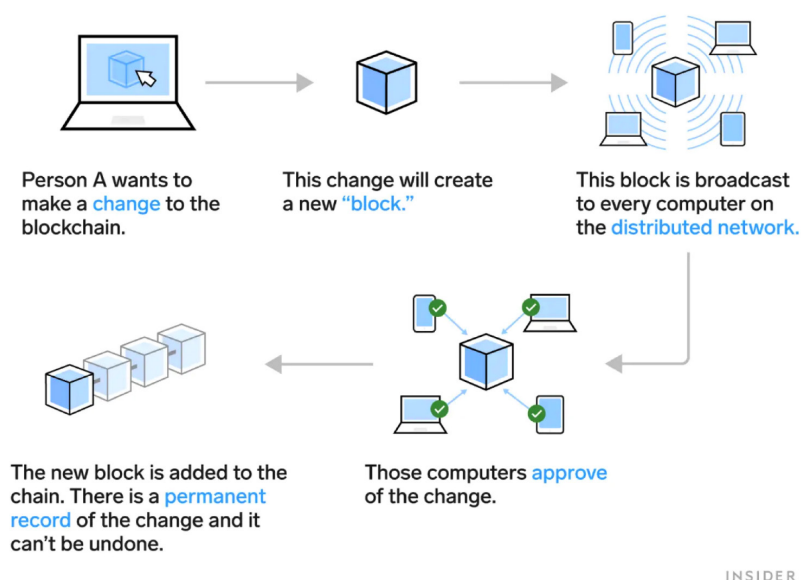 Person A wants to
make a change to the
blockchain.
This change will create
a new “block.”
This block is broadcast
to every computer on
the distributed network.
Those computers approve
of the change.
The new block is added to the
chain. There is a permanent
record of the change and it
can’t be undone.
INSIDER